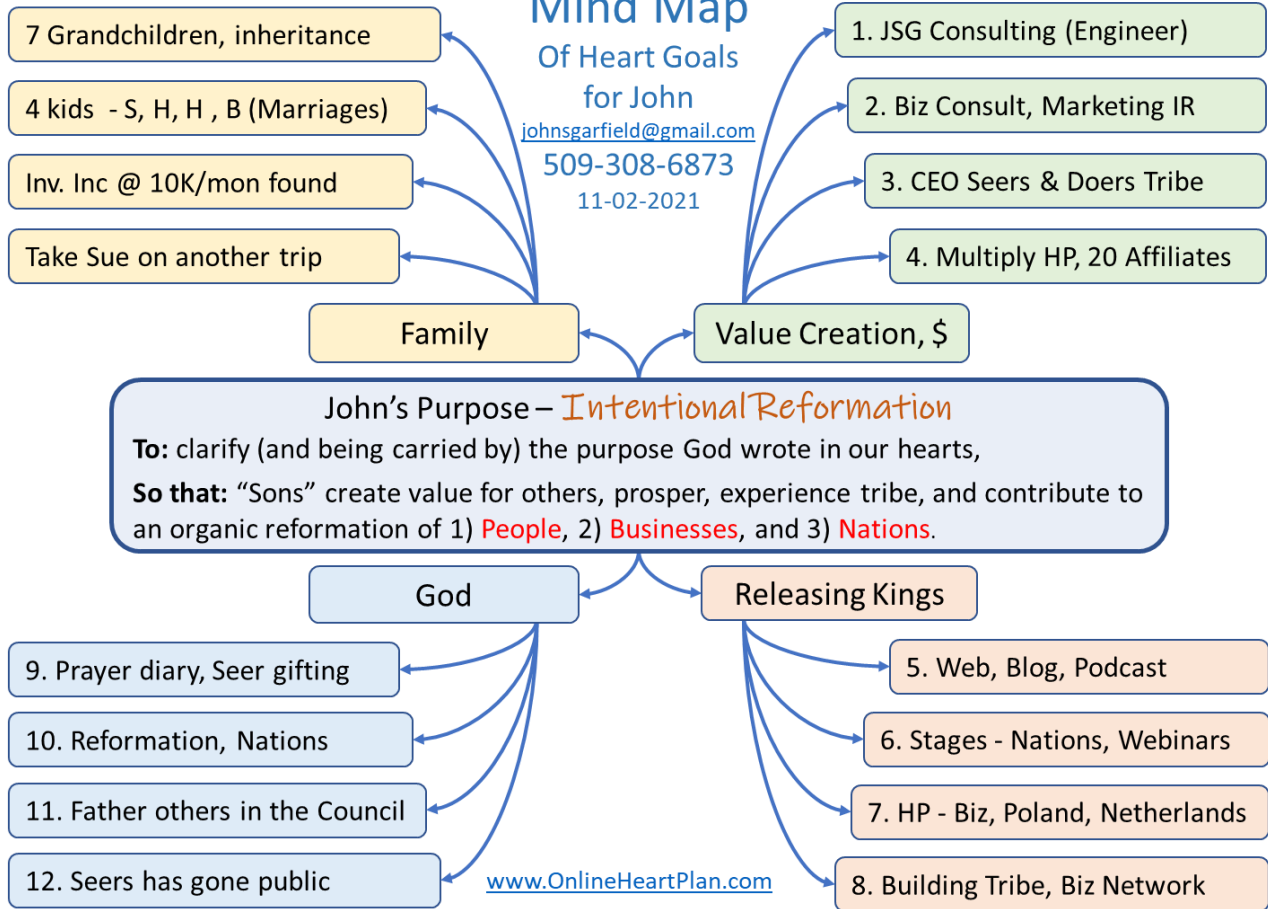 Mind Map
Of Heart Goals
for John
johnsgarfield@gmail.com
509-308-6873
11-02-2021
7 Grandchildren, inheritance
4 kids  - S, H, H , B (Marriages)
Inv. Inc @ 10K/mon found
Take Sue on another trip
Family
1. JSG Consulting (Engineer)
2. Biz Consult, Marketing IR
3. CEO Seers & Doers Tribe
4. Multiply HP, 20 Affiliates
Value Creation, $
John's Purpose – Intentional Reformation
To: clarify (and being carried by) the purpose God wrote in our hearts,
So that: “Sons” create value for others, prosper, experience tribe, and contribute to
an organic reformation of 1) People, 2) Businesses, and 3) Nations.
God
9. Prayer diary, Seer gifting
10. Reformation, Nations
11. Father others in the Council
12. Seers has gone public
Releasing Kings
5. Web, Blog, Podcast
6. Stages - Nations, Webinars
7. HP - Biz, Poland, Netherlands
8. Building Tribe, Biz Network
www.OnlineHeartPlan.com